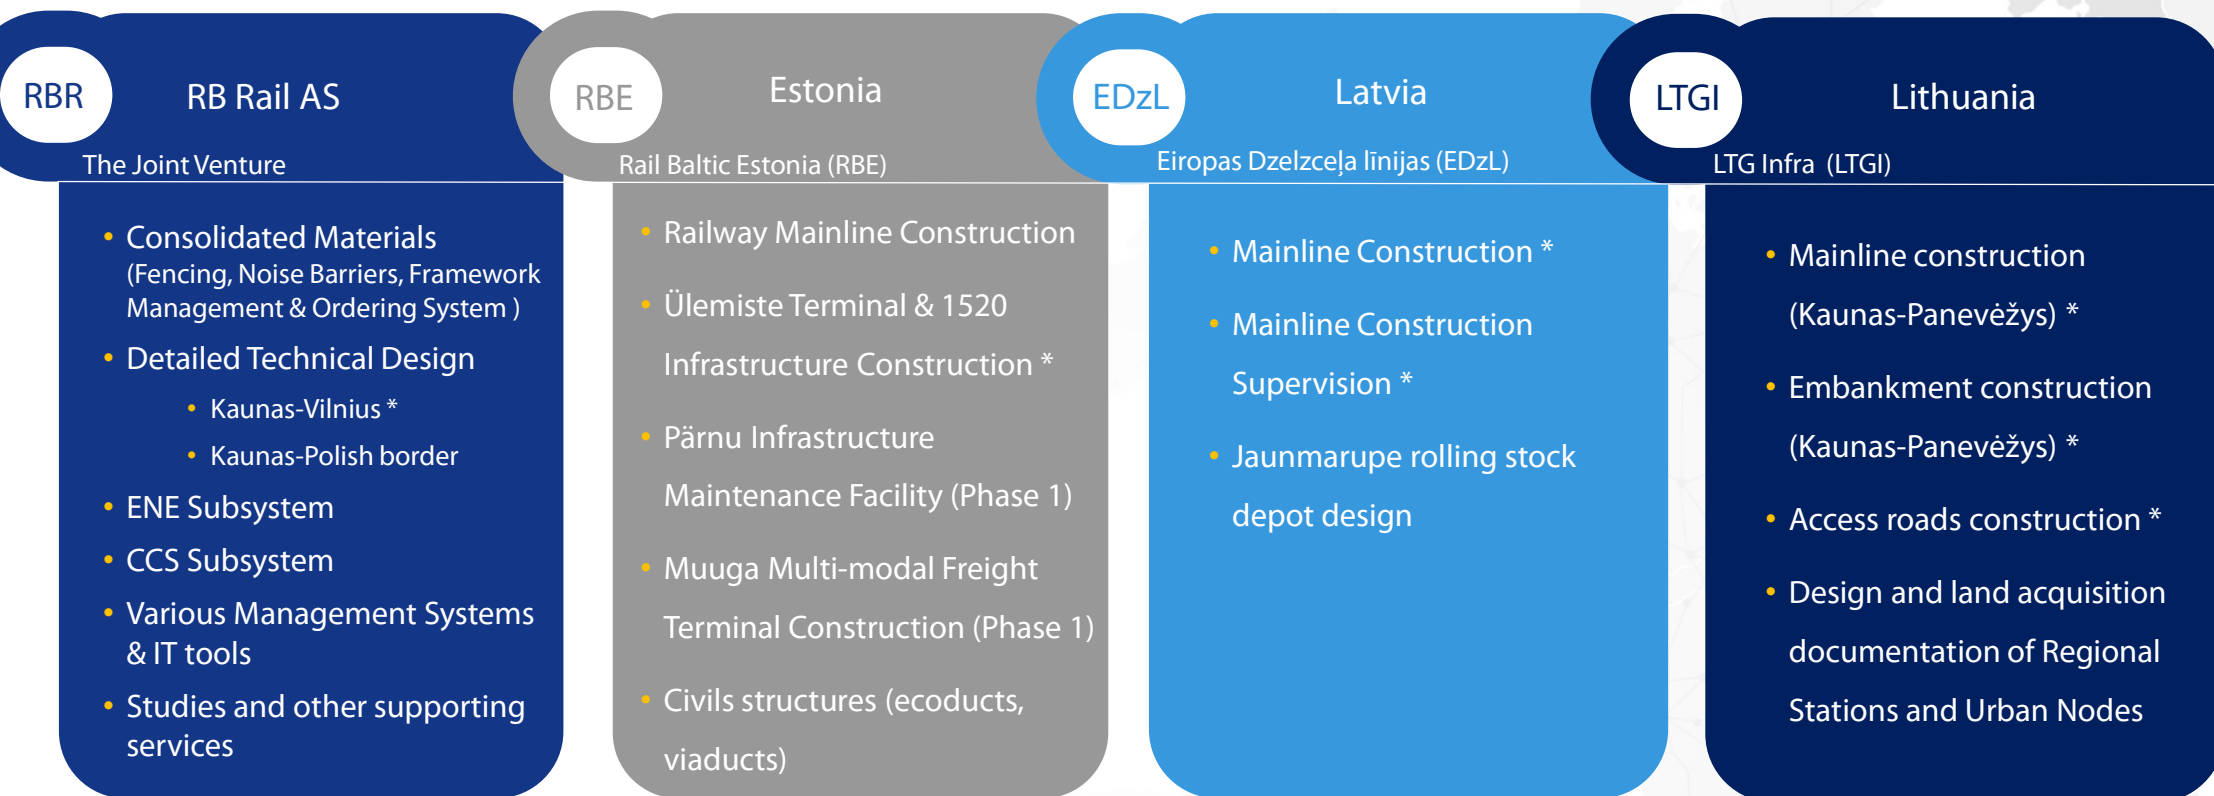 RBR
RB Rail AS
The Joint Venture
• Consolidated Materials
(Fencing, Noise Barriers, Framework
Management & Ordering System )
• Detailed Technical Design
• Kaunas-Vilnius *
• Kaunas-Polish border
• ENE Subsystem
• CCS Subsystem
• Various Management Systems
& IT tools
• Studies and other supporting
services
RBE
Estonia
Rail Baltic Estonia (RBE)
• Railway Mainline Construction
• Ülemiste Terminal & 1520
Infrastructure Construction *
• Pärnu Infrastructure
Maintenance Facility (Phase 1)
• Muuga Multi-modal Freight
Terminal Construction (Phase 1)
• Civils structures (ecoducts,
viaducts)
EDzL
Latvia
Eiropas Dzelzceļa līnijas (EDzL)
• Mainline Construction *
• Mainline Construction
Supervision *
• Jaunmarupe rolling stock
depot design
LTGI
Lithuania
LTG Infra (LTGI)
• Mainline construction
(Kaunas-Panevėžys) *
• Embankment construction
(Kaunas-Panevėžys) *
• Access roads construction *
• Design and land acquisition
documentation of Regional
Stations and Urban Nodes